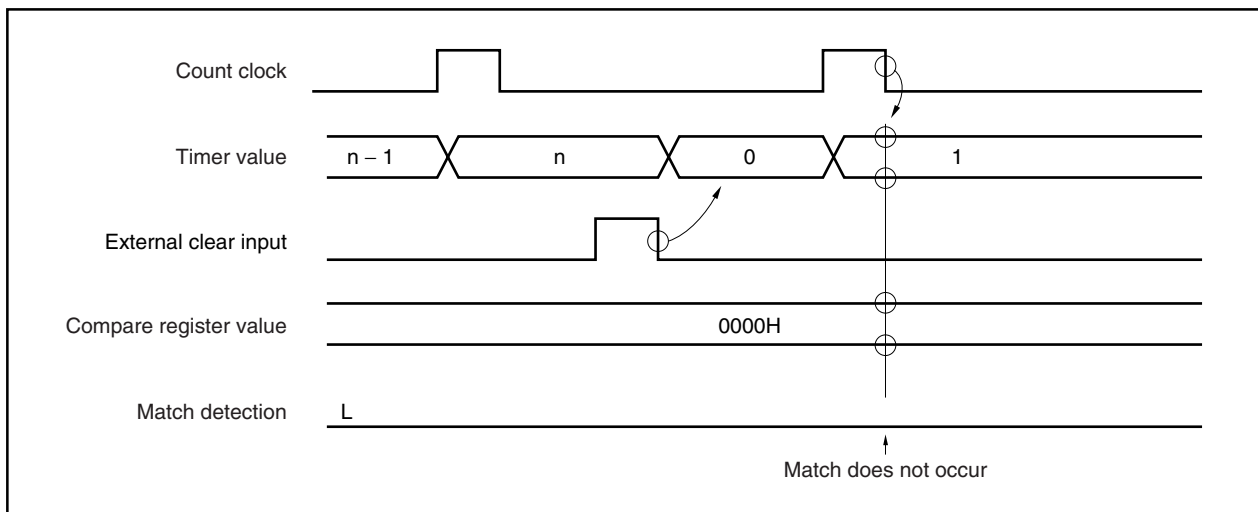 Count clock
Timer value
n – 1
n
0
1
External clear input
Compare register value
0000H
Match detection
L
Match does not occur